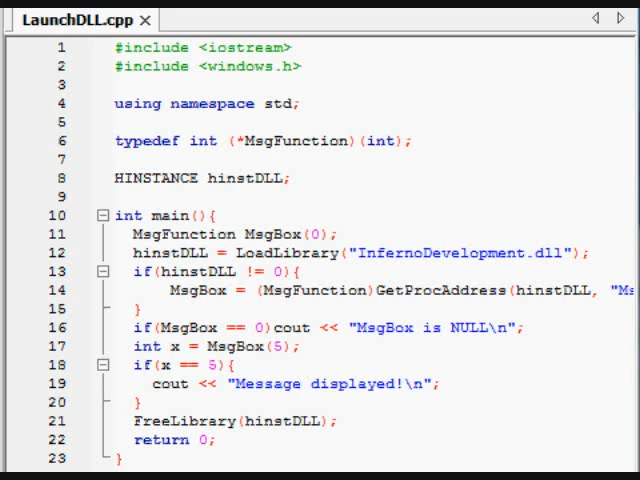 LaunchDLL.cpp
1 #include <iostream>
2 #include <windows.h>
3
4 using namespace std;
5
6 typedef int (*MsgFunction)(int);
7
8 HINSTANCE hinstDLL;
9
10 int main(){
11 MsgFunction MsgBox(0);
12 hinstDLL = LoadLibrary("InfernoDevelopment.dll");
13 if(hinstDLL != 0){
14 MsgBox = (MsgFunction)GetProcAddress(hinstDLL, "Ms
15 }
16 if(MsgBox == 0)cout << "MsgBox is NULL\n";
17 int x = MsgBox(5);
18 if(x == 5){
19 cout << "Message displayed!\n";
20 }
21 FreeLibrary(hinstDLL);
22 return 0;
23 }